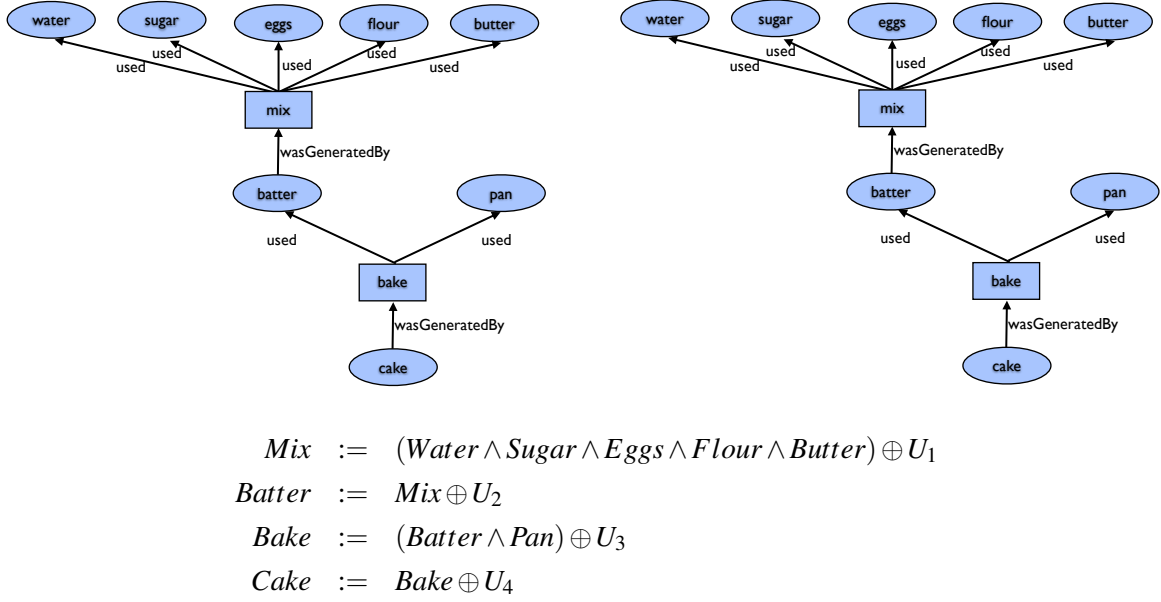 water sugar eggs flour butter water sugar eggs flour butter
used used used used used used used used used used
mix mix
wasGeneratedBy wasGeneratedBy
batter pan batter pan
used used used used
bake bake
wasGeneratedBy wasGeneratedBy
cake cake
Mix := (Water ∧ Sugar ∧ Eggs ∧ Flour ∧ Butter) ⊕ U₁
Batter := Mix ⊕ U₂
Bake := (Batter ∧ Pan) ⊕ U₃
Cake := Bake ⊕ U₄